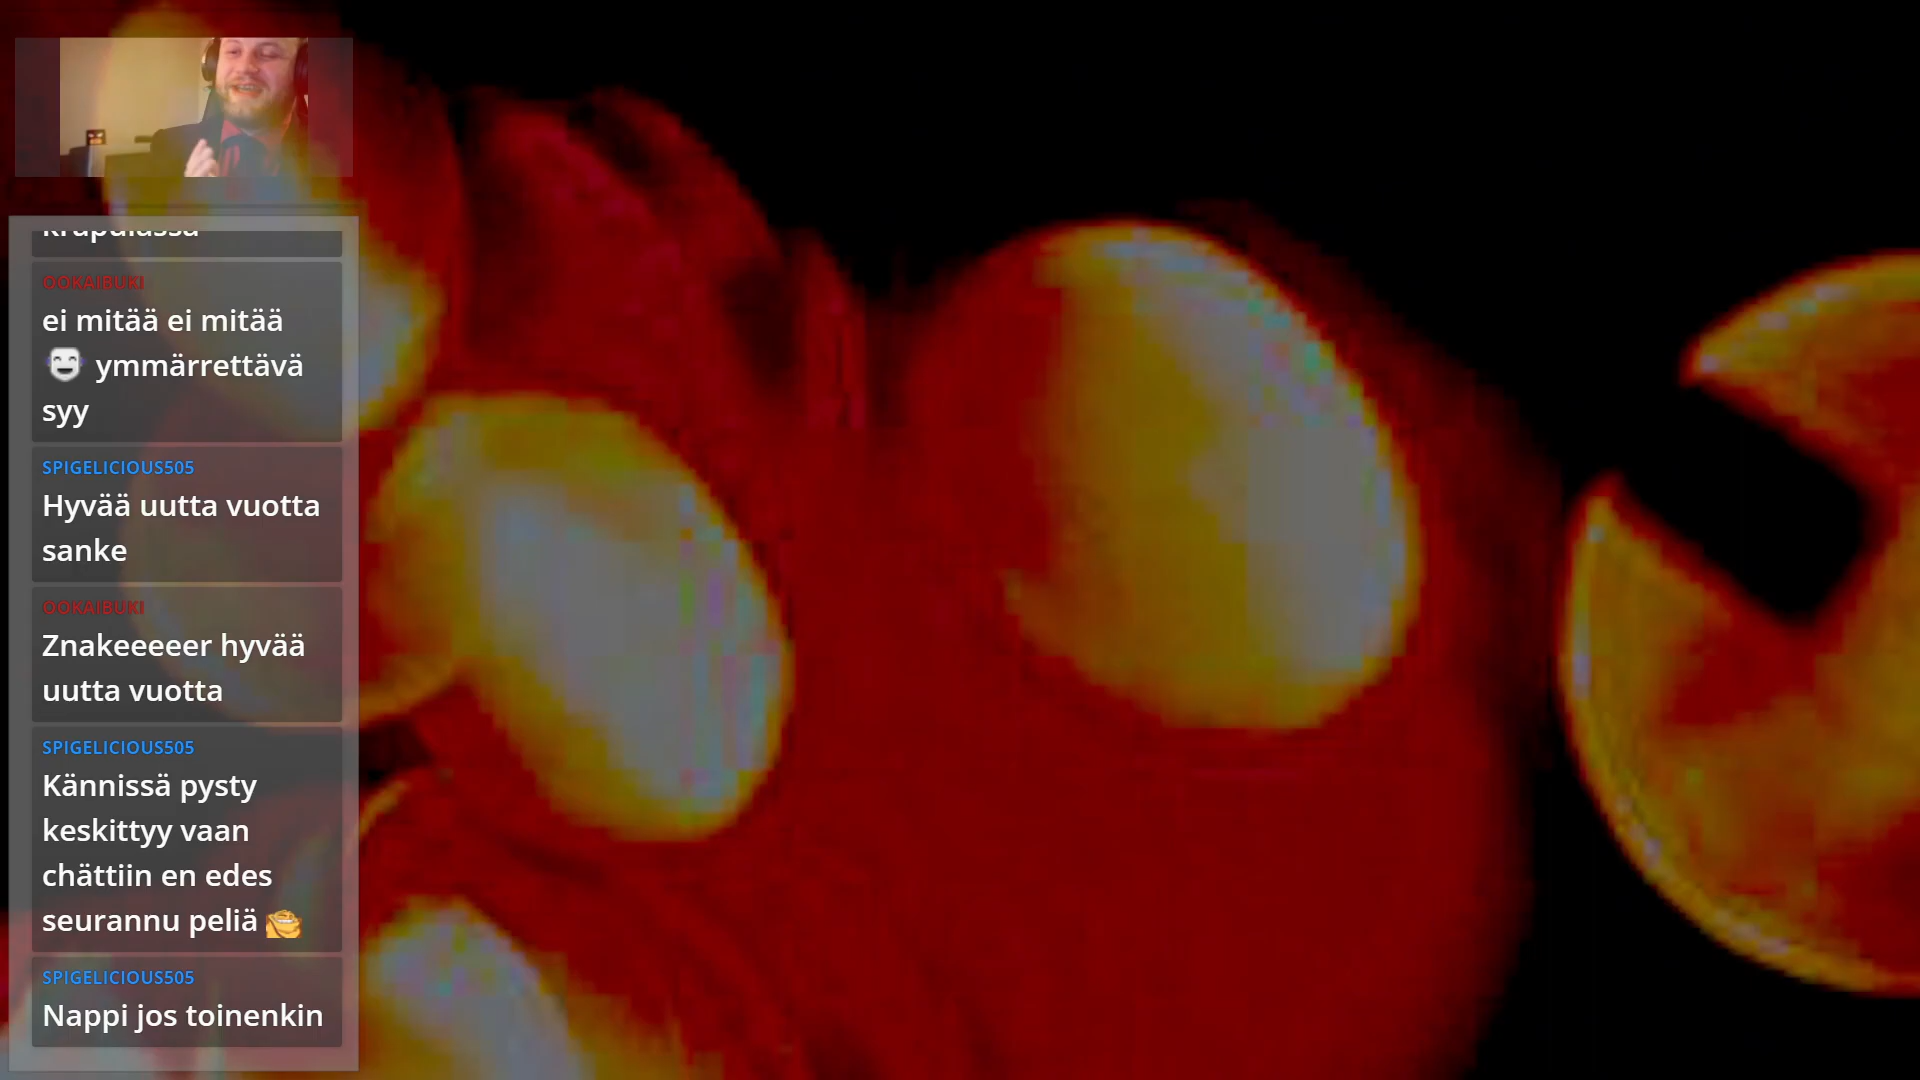 krapulassa
OOKAIBUKI
ei mitää ei mitää
ymmärrettävä
syy
SPIGELICIOUS505
Hyvää uutta vuotta
sanke
OOKAIBUKI
Znakeeeeer hyvää
uutta vuotta
SPIGELICIOUS505
Kännissä pysty
keskittyy vaan
chättiin en edes
seurannu peliä
SPIGELICIOUS505
Nappi jos toinenkin